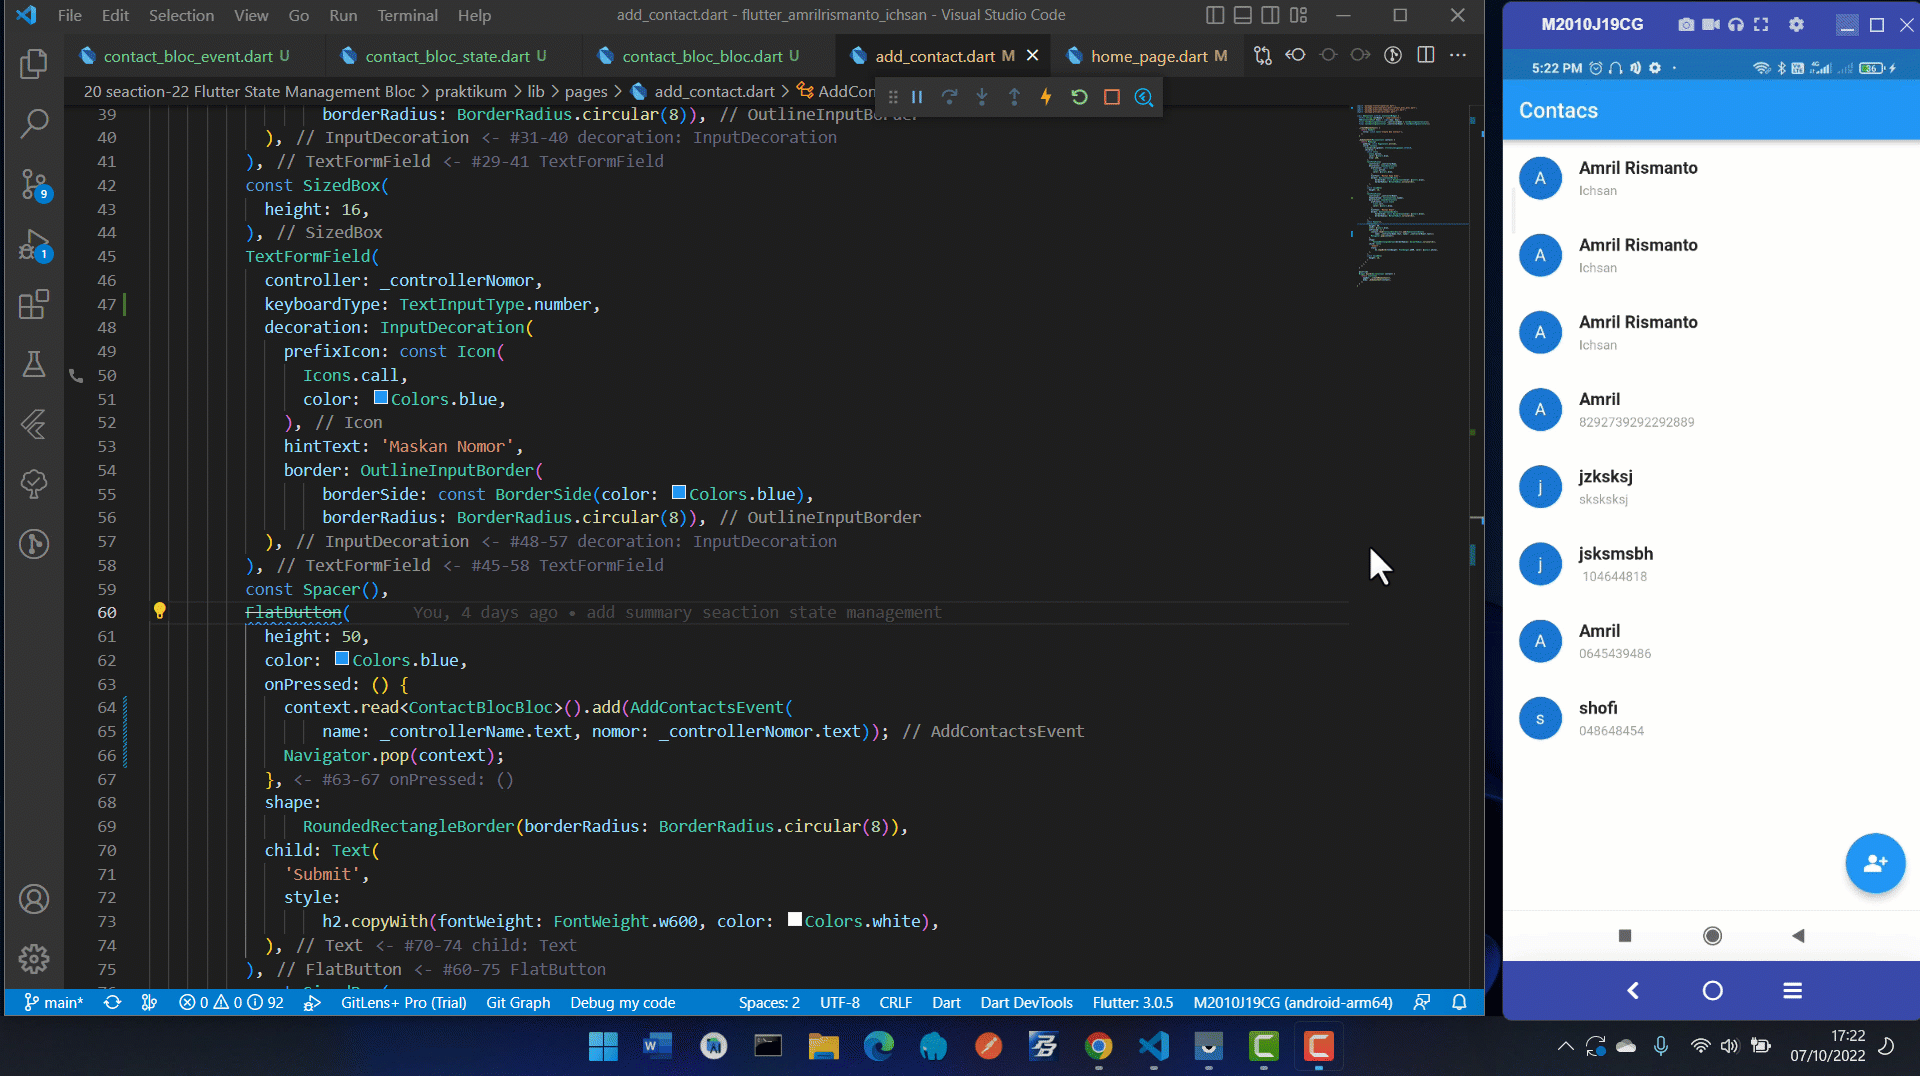 File Edit Selection View Go Run Terminal Help
add_contact.dart - flutter_amrilrismanto_ichsan - Visual Studio Code
contact_bloc_event.dart U
contact_bloc_state.dart U
contact_bloc_bloc.dart U
add_contact.dart M
home_page.dart M
20 seaction-22 Flutter State Management Bloc > praktikum > lib > pages > add_contact.dart > AddCon
39 borderRadius: BorderRadius.circular(8)), // OutlineInputBorder
40 ), // InputDecoration <- #31-40 decoration: InputDecoration
41 ), // TextFormField <- #29-41 TextFormField
42 const SizedBox(
43 height: 16,
44 ), // SizedBox
45 TextFormField(
46 controller: _controllerNomor,
47 keyboardType: TextInputType.number,
48 decoration: InputDecoration(
49 prefixIcon: const Icon(
50 Icons.call,
51 color: Colors.blue,
52 ), // Icon
53 hintText: 'Maskan Nomor',
54 border: OutlineInputBorder(
55 borderSide: const BorderSide(color: Colors.blue),
56 borderRadius: BorderRadius.circular(8)), // OutlineInputBorder
57 ), // InputDecoration <- #48-57 decoration: InputDecoration
58 ), // TextFormField <- #45-58 TextFormField
59 const Spacer(),
60 FlatButton( You, 4 days ago • add summary seaction state management
61 height: 50,
62 color: Colors.blue,
63 onPressed: () {
64 context.read<ContactBlocBloc>().add(AddContactsEvent(
65 name: _controllerName.text, nomor: _controllerNomor.text)); // AddContactsEvent
66 Navigator.pop(context);
67 }, <- #63-67 onPressed: ()
68 shape:
69 RoundedRectangleBorder(borderRadius: BorderRadius.circular(8)),
70 child: Text(
71 'Submit',
72 style:
73 h2.copyWith(fontWeight: FontWeight.w600, color: Colors.white),
74 ), // Text <- #70-74 child: Text
75 ), // FlatButton <- #60-75 FlatButton
9
1
main* 0 0 92 GitLens+ Pro (Trial) Git Graph Debug my code Spaces: 2 UTF-8 CRLF Dart Dart DevTools Flutter: 3.0.5 M2010J19CG (android-arm64)
M2010J19CG
5:22 PM
36
Contacs
A Amril Rismanto
Ichsan
A Amril Rismanto
Ichsan
A Amril Rismanto
Ichsan
A Amril
8292739292292889
j jzksksj
sksksksj
j jsksmsbh
104644818
A Amril
0645439486
s shofi
048648454
17:22
07/10/2022